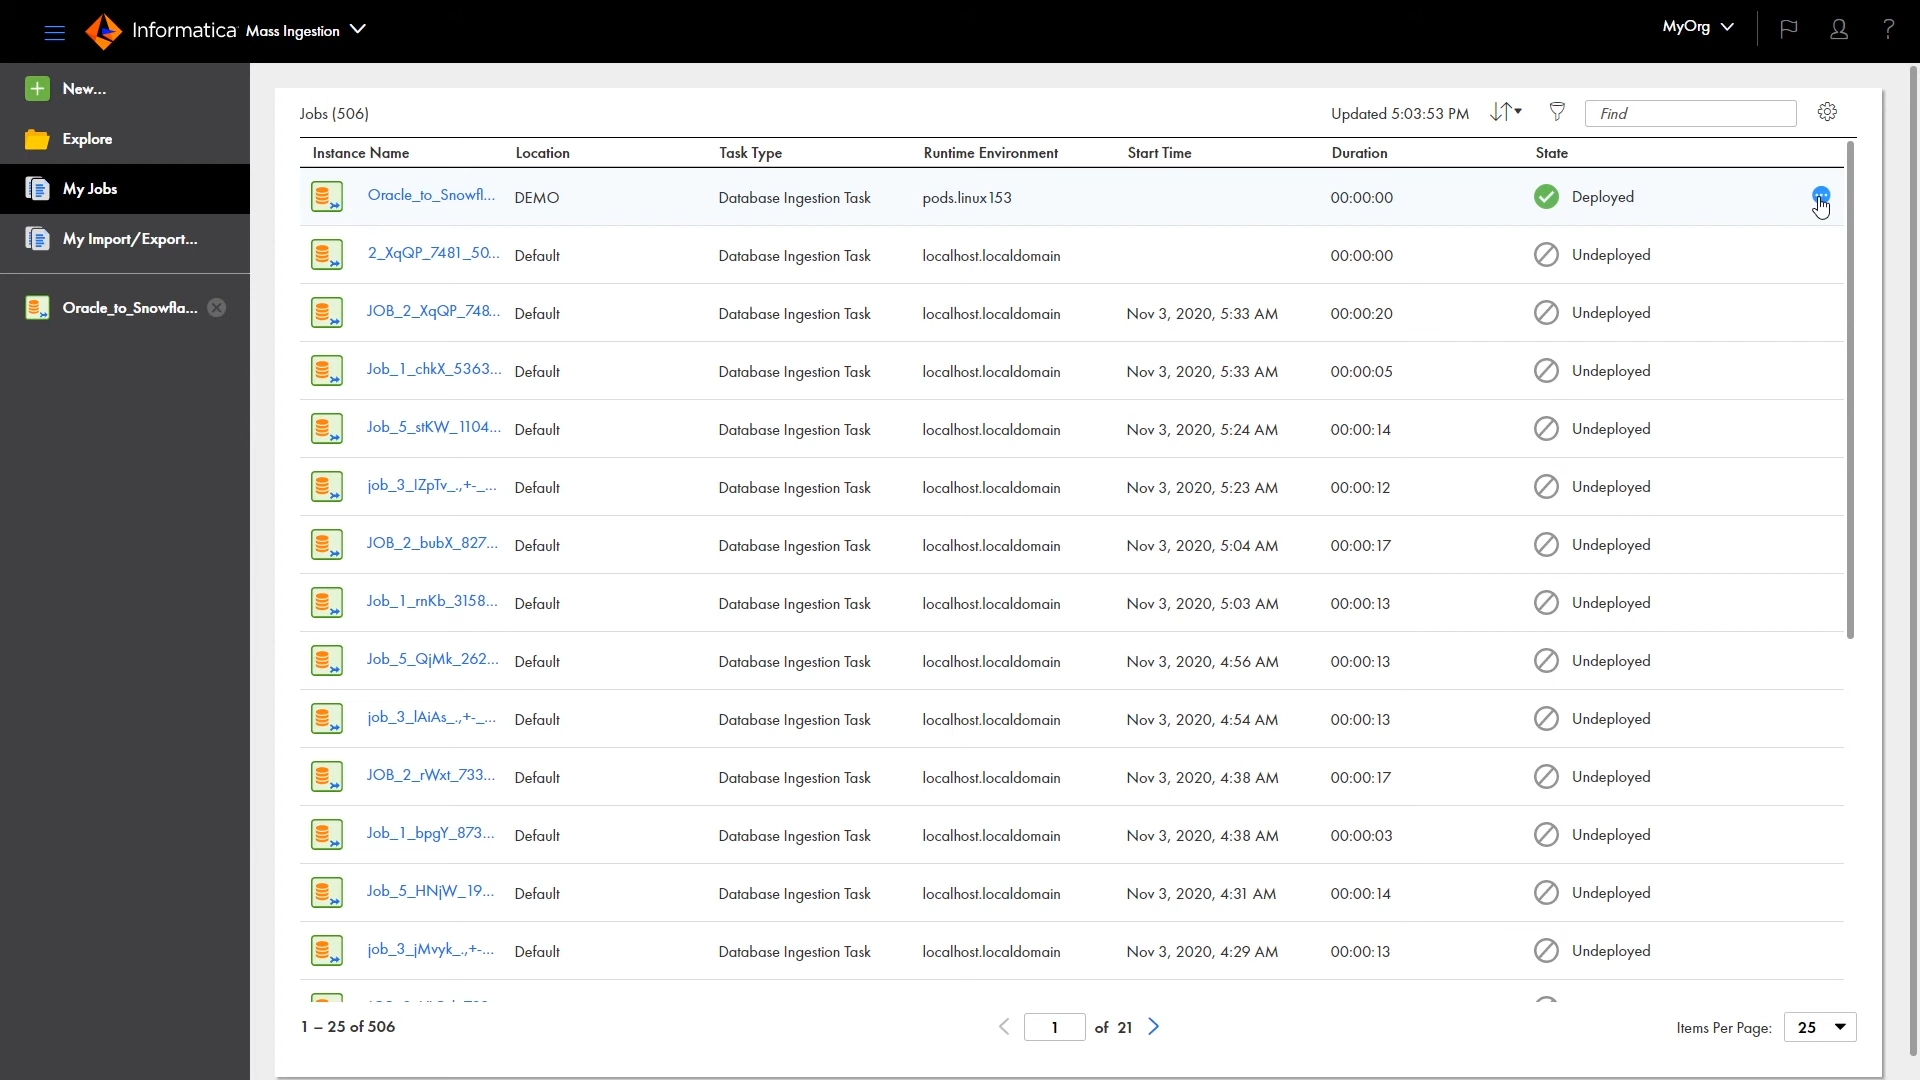 Informatica Mass Ingestion
MyOrg
?
New...
Explore
My Jobs
My Import/Export...
Oracle_to_Snowfla...
Jobs (506)
Updated 5:03:53 PM
Find
Instance Name Location Task Type Runtime Environment Start Time Duration State
Oracle_to_Snowfl... DEMO Database Ingestion Task pods.linux153 00:00:00 Deployed
2_XqQP_7481_50... Default Database Ingestion Task localhost.localdomain 00:00:00 Undeployed
JOB_2_XqQP_748... Default Database Ingestion Task localhost.localdomain Nov 3, 2020, 5:33 AM 00:00:20 Undeployed
Job_1_chkX_5363... Default Database Ingestion Task localhost.localdomain Nov 3, 2020, 5:33 AM 00:00:05 Undeployed
Job_5_stKW_1104... Default Database Ingestion Task localhost.localdomain Nov 3, 2020, 5:24 AM 00:00:14 Undeployed
job_3_IZpTv_.,+-_... Default Database Ingestion Task localhost.localdomain Nov 3, 2020, 5:23 AM 00:00:12 Undeployed
JOB_2_bubX_827... Default Database Ingestion Task localhost.localdomain Nov 3, 2020, 5:04 AM 00:00:17 Undeployed
Job_1_rnKb_3158... Default Database Ingestion Task localhost.localdomain Nov 3, 2020, 5:03 AM 00:00:13 Undeployed
Job_5_QjMk_262... Default Database Ingestion Task localhost.localdomain Nov 3, 2020, 4:56 AM 00:00:13 Undeployed
job_3_lAiAs_.,+-_... Default Database Ingestion Task localhost.localdomain Nov 3, 2020, 4:54 AM 00:00:13 Undeployed
JOB_2_rWxt_733... Default Database Ingestion Task localhost.localdomain Nov 3, 2020, 4:38 AM 00:00:17 Undeployed
Job_1_bpgY_873... Default Database Ingestion Task localhost.localdomain Nov 3, 2020, 4:38 AM 00:00:03 Undeployed
Job_5_HNjW_19... Default Database Ingestion Task localhost.localdomain Nov 3, 2020, 4:31 AM 00:00:14 Undeployed
job_3_jMvyk_.,+-... Default Database Ingestion Task localhost.localdomain Nov 3, 2020, 4:29 AM 00:00:13 Undeployed
1 – 25 of 506
1 of 21
Items Per Page: 25